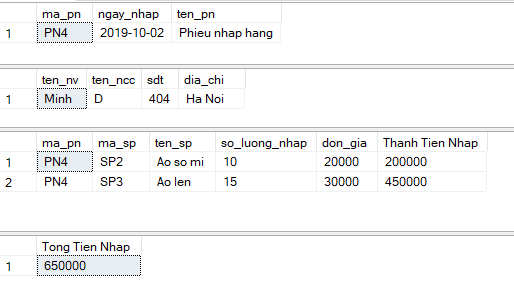 ma_pn ngay_nhap ten_pn
1 PN4 2019-10-02 Phieu nhap hang
ten_nv ten_ncc sdt dia_chi
1 Minh D 404 Ha Noi
ma_pn ma_sp ten_sp so_luong_nhap don_gia Thanh Tien Nhap
1 PN4 SP2 Ao so mi 10 20000 200000
2 PN4 SP3 Ao len 15 30000 450000
Tong Tien Nhap
1 650000